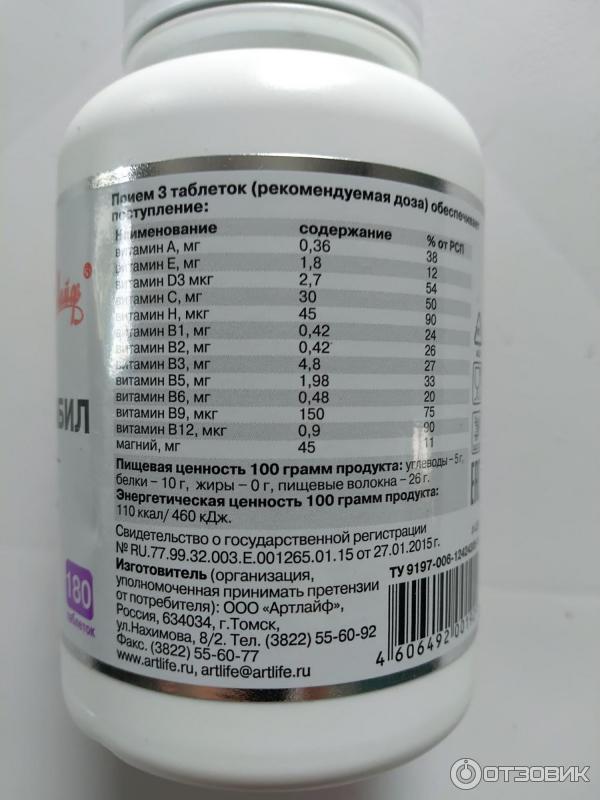 Прием 3 таблеток (рекомендуемая доза) обеспечивает
поступление:
Наименование содержание % от РСП
витамин А, мг 0,36 38
витамин Е, мг 1,8 12
витамин D3 мкг 2,7 54
витамин С, мг 30 50
витамин Н, мкг 45 90
витамин В1, мг 0,42 24
витамин В2, мг 0,42 26
витамин В3, мг 4,8 27
витамин В5, мг 1,98 33
витамин В6, мг 0,48 20
витамин В9, мкг 150 75
витамин В12, мкг 0,9 90
магний, мг 45 11
Пищевая ценность 100 грамм продукта: углеводы – 5 г,
белки – 10 г, жиры – 0 г, пищевые волокна – 26 г.
Энергетическая ценность 100 грамм продукта:
110 ккал/ 460 кДж.
Свидетельство о государственной регистрации
№ RU.77.99.32.003.Е.001265.01.15 от 27.01.2015 г.
Изготовитель (организация,
уполномоченная принимать претензии
от потребителя): ООО «Артлайф»,
Россия, 634034, г.Томск,
ул.Нахимова, 8/2. Тел. (3822) 55-60-92
Факс. (3822) 55-60-77
www.artlife.ru, artlife@artlife.ru
ТУ 9197-006-1242
4 606492 001
БИЛ
®
180
таблеток
ОТЗОВИК